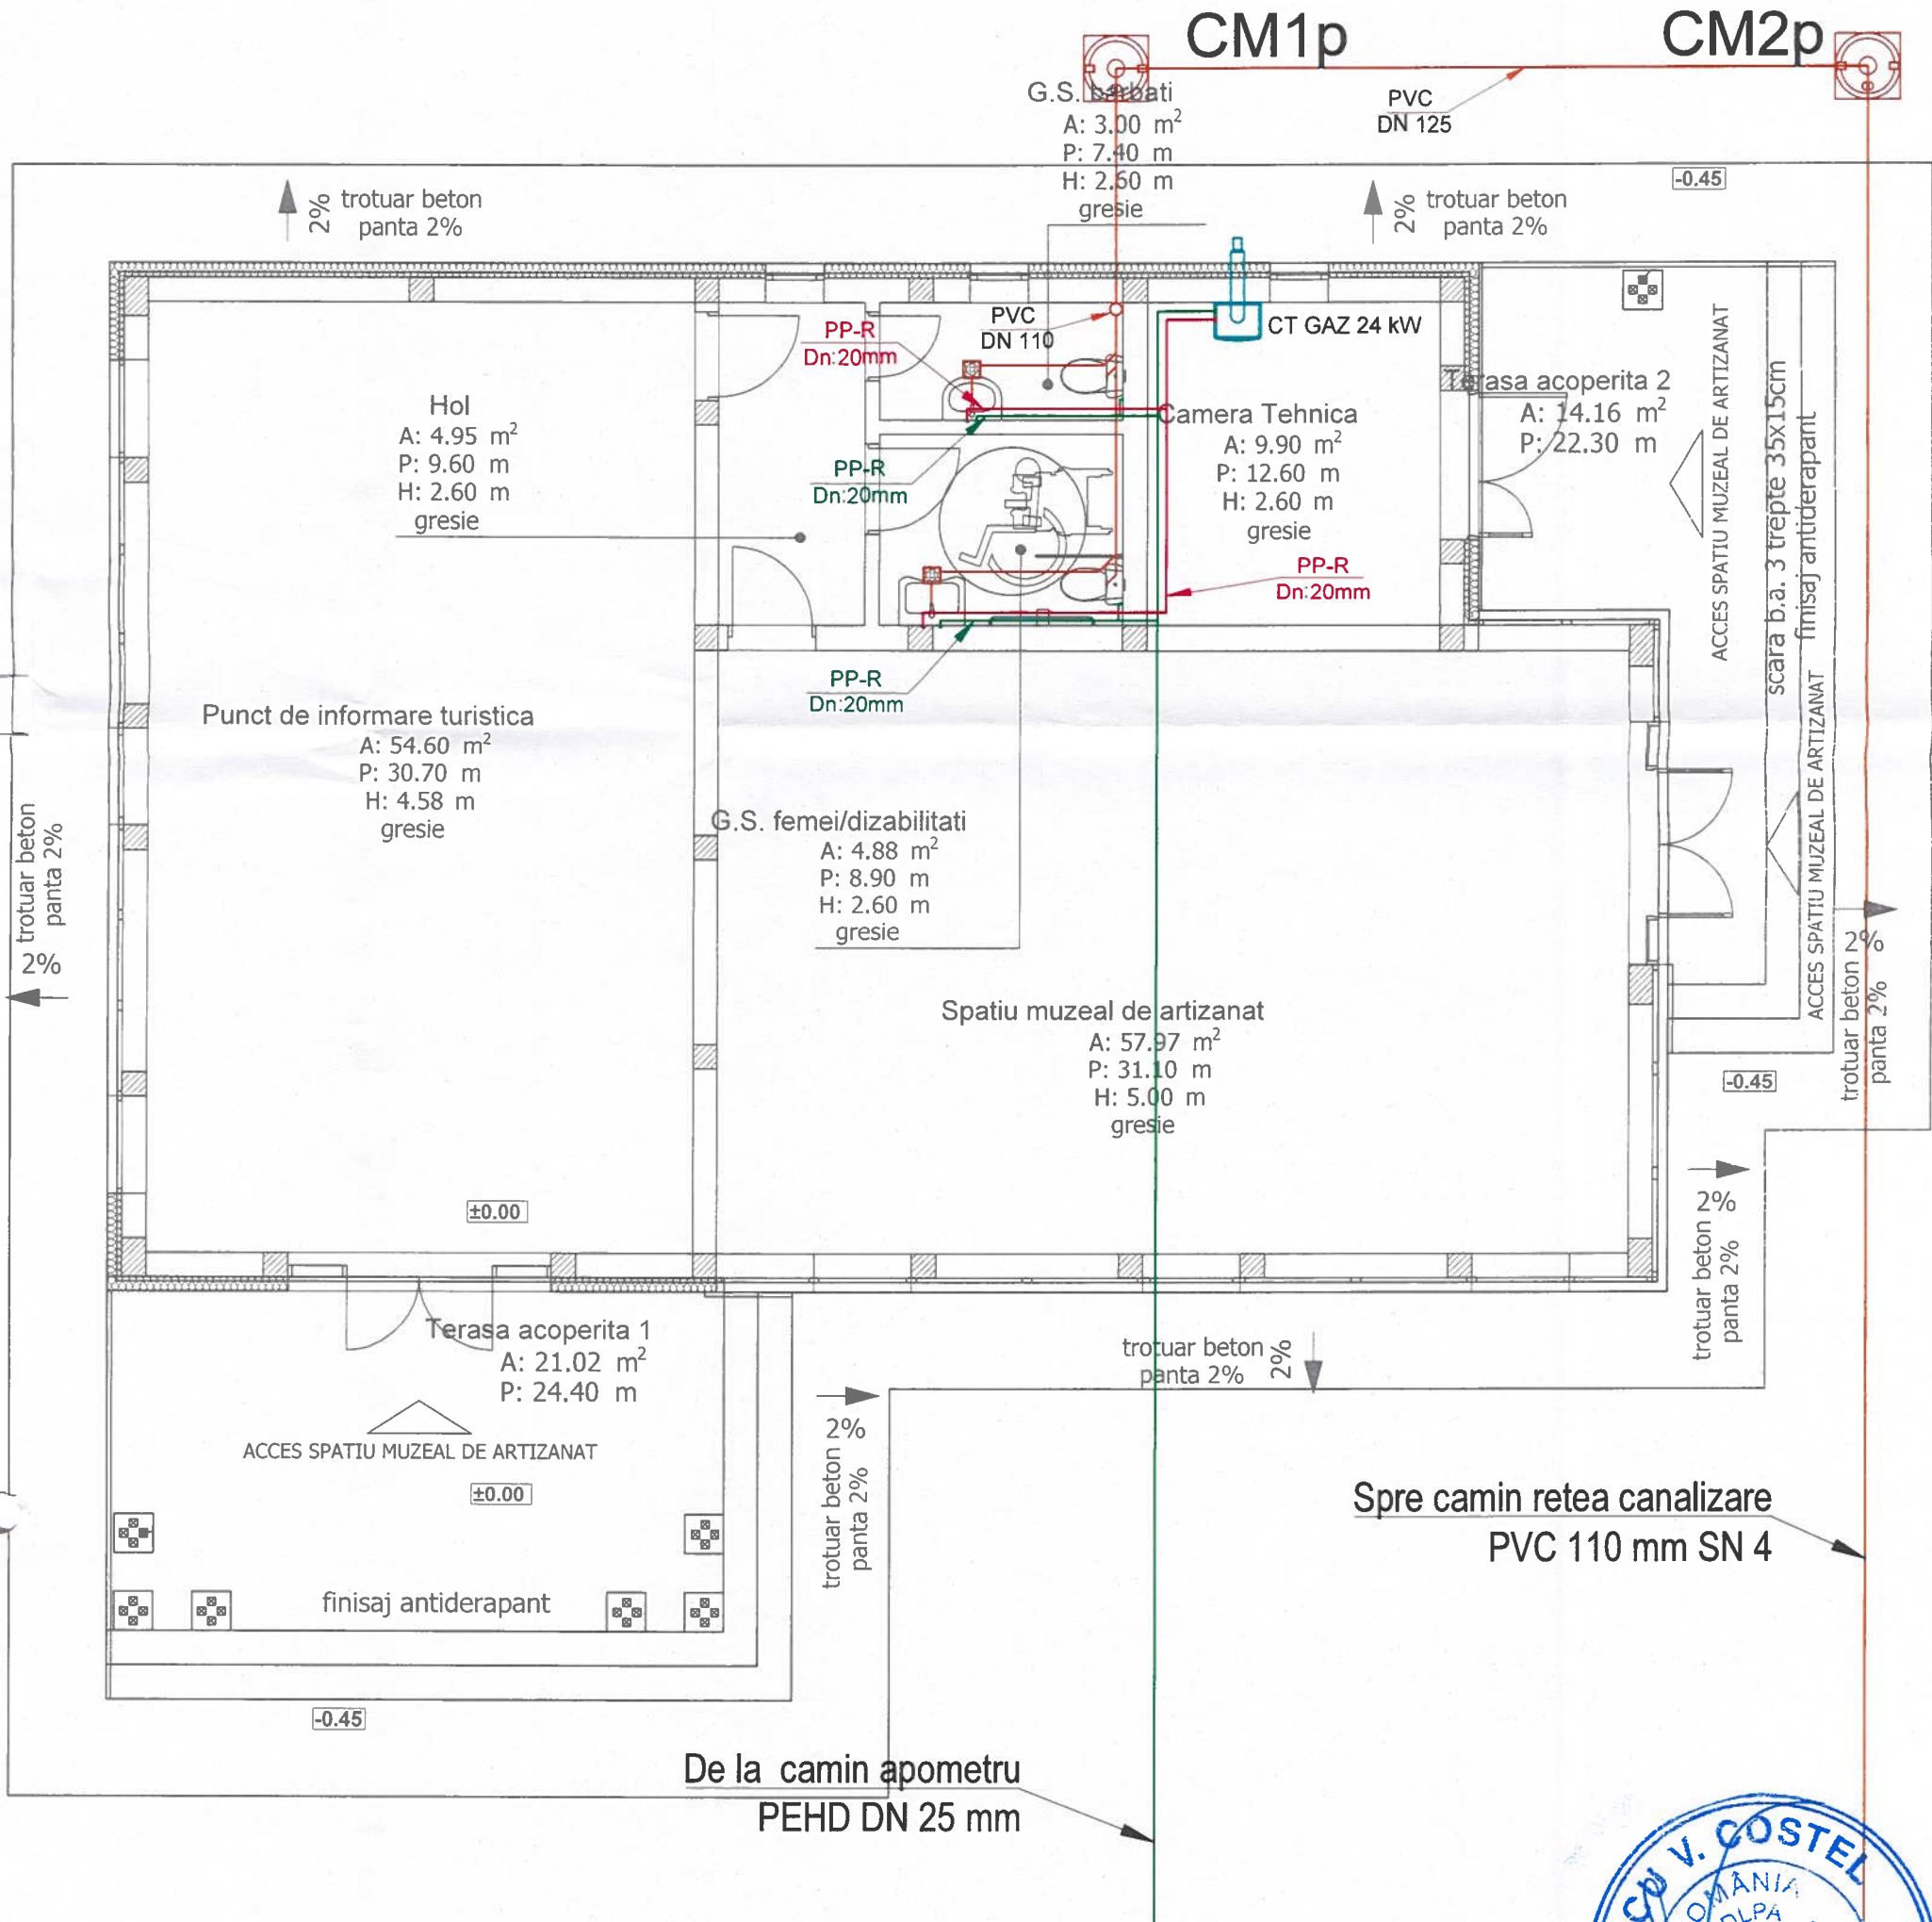 CM1p
CM2p
PVC
DN 125
G.S. barbati
A: 3.00 m²
P: 7.40 m
H: 2.60 m
gresie
-0.45
2%
trotuar beton
panta 2%
2%
trotuar beton
panta 2%
PVC
DN 110
CT GAZ 24 kW
PP-R
Dn:20mm
Hol
A: 4.95 m²
P: 9.60 m
H: 2.60 m
gresie
PP-R
Dn:20mm
Camera Tehnica
A: 9.90 m²
P: 12.60 m
H: 2.60 m
gresie
PP-R
Dn:20mm
Terasa acoperita 2
A: 14.16 m²
P: 22.30 m
ACCES SPATIU MUZEAL DE ARTIZANAT
scara b.a. 3 trepte 35x15cm
finisaj antiderapant
PP-R
Dn:20mm
Punct de informare turistica
A: 54.60 m²
P: 30.70 m
H: 4.58 m
gresie
G.S. femei/dizabilitati
A: 4.88 m²
P: 8.90 m
H: 2.60 m
gresie
ACCES SPATIU MUZEAL DE ARTIZANAT
trotuar beton
panta 2%
2%
2%
trotuar beton
panta 2%
Spatiu muzeal de artizanat
A: 57.97 m²
P: 31.10 m
H: 5.00 m
gresie
-0.45
±0.00
2%
trotuar beton
panta 2%
Terasa acoperita 1
A: 21.02 m²
P: 24.40 m
ACCES SPATIU MUZEAL DE ARTIZANAT
±0.00
trotuar beton
panta 2%
2%
2%
trotuar beton
panta 2%
Spre camin retea canalizare
PVC 110 mm SN 4
finisaj antiderapant
-0.45
De la camin apometru
PEHD DN 25 mm
V. COSTEL